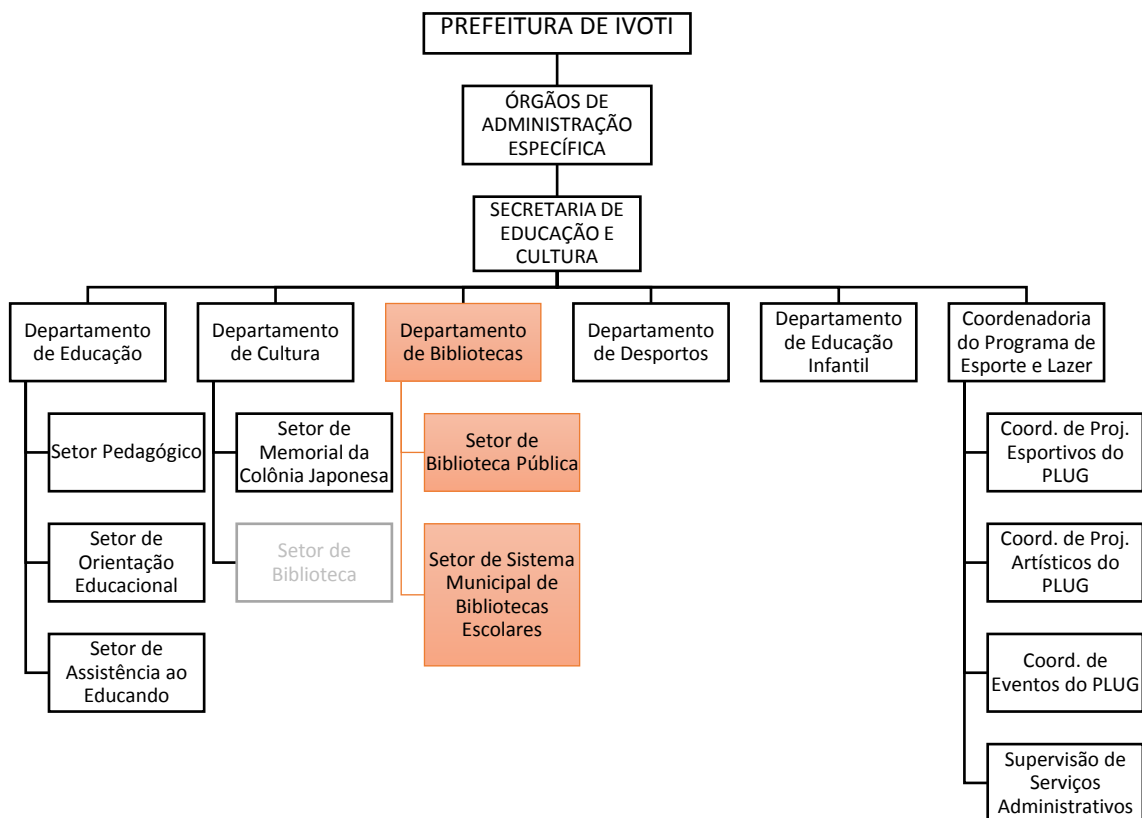 PREFEITURA DE IVOTI
ÓRGÃOS DE
ADMINISTRAÇÃO
ESPECÍFICA
SECRETARIA DE
EDUCAÇÃO E
CULTURA
Departamento
de Educação
Departamento
de Cultura
Departamento
de Bibliotecas
Departamento
de Desportos
Departamento
de Educação
Infantil
Coordenadoria
do Programa de
Esporte e Lazer
Setor Pedagógico
Setor de
Orientação
Educacional
Setor de
Assistência ao
Educando
Setor de
Memorial da
Colônia Japonesa
Setor de
Biblioteca
Setor de
Biblioteca Pública
Setor de Sistema
Municipal de
Bibliotecas
Escolares
Coord. de Proj.
Esportivos do
PLUG
Coord. de Proj.
Artísticos do
PLUG
Coord. de
Eventos do PLUG
Supervisão de
Serviços
Administrativos